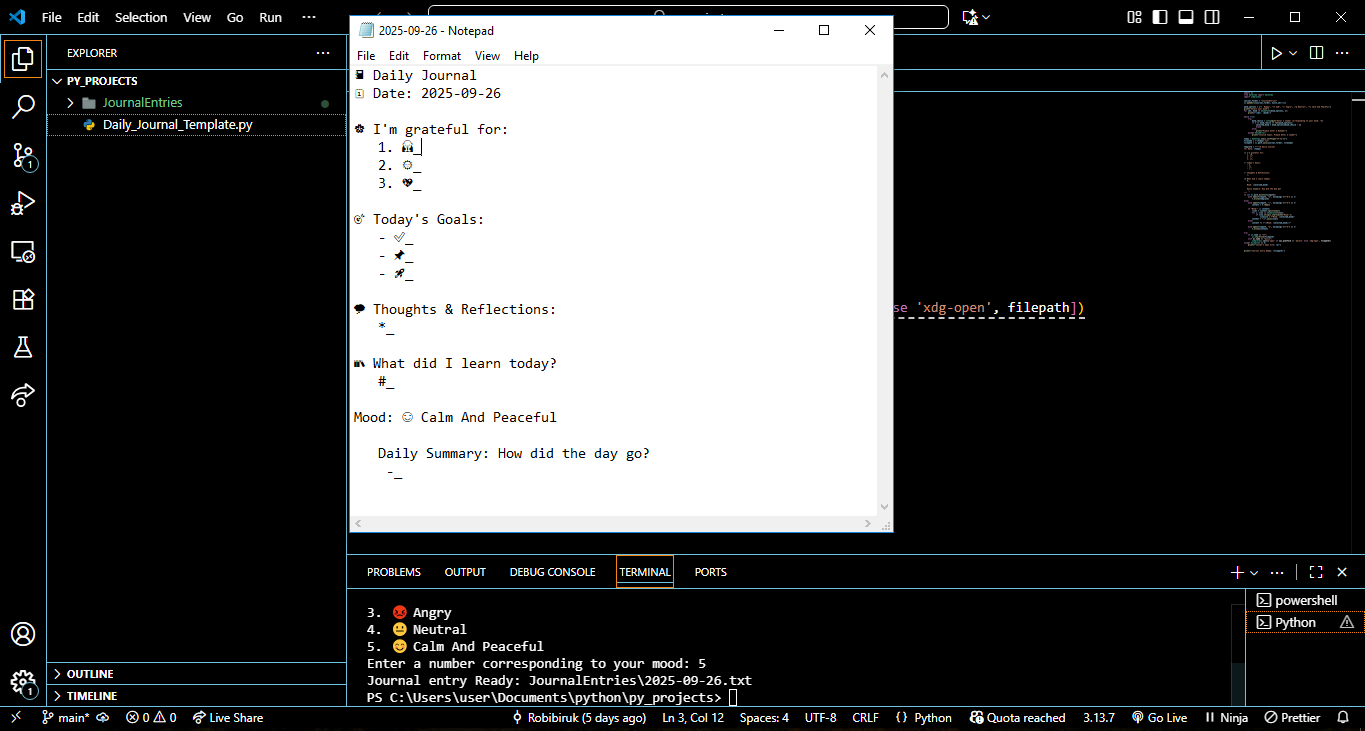 File Edit Selection View Go Run ···
2025-09-26 - Notepad
File Edit Format View Help
📓 Daily Journal
📅 Date: 2025-09-26
🌸 I'm grateful for:
1. _
2. _
3. 💖_
🎯 Today's Goals:
- ✅_
- 📌_
- 🚀_
💭 Thoughts & Reflections:
*_
📚 What did I learn today?
#_
Mood: 😊 Calm And Peaceful
Daily Summary: How did the day go?
-_
EXPLORER ···
PY_PROJECTS
JournalEntries
Daily_Journal_Template.py
OUTLINE
TIMELINE
1
1
se 'xdg-open', filepath])
PROBLEMS OUTPUT DEBUG CONSOLE TERMINAL PORTS
3. 😡 Angry
4. 😐 Neutral
5. 😊 Calm And Peaceful
Enter a number corresponding to your mood: 5
Journal entry Ready: JournalEntries\2025-09-26.txt
PS C:\Users\user\Documents\python\py_projects>
powershell
Python
main* 0 0 Live Share Robibiruk (5 days ago) Ln 3, Col 12 Spaces: 4 UTF-8 CRLF {} Python Quota reached 3.13.7 Go Live Ninja Prettier